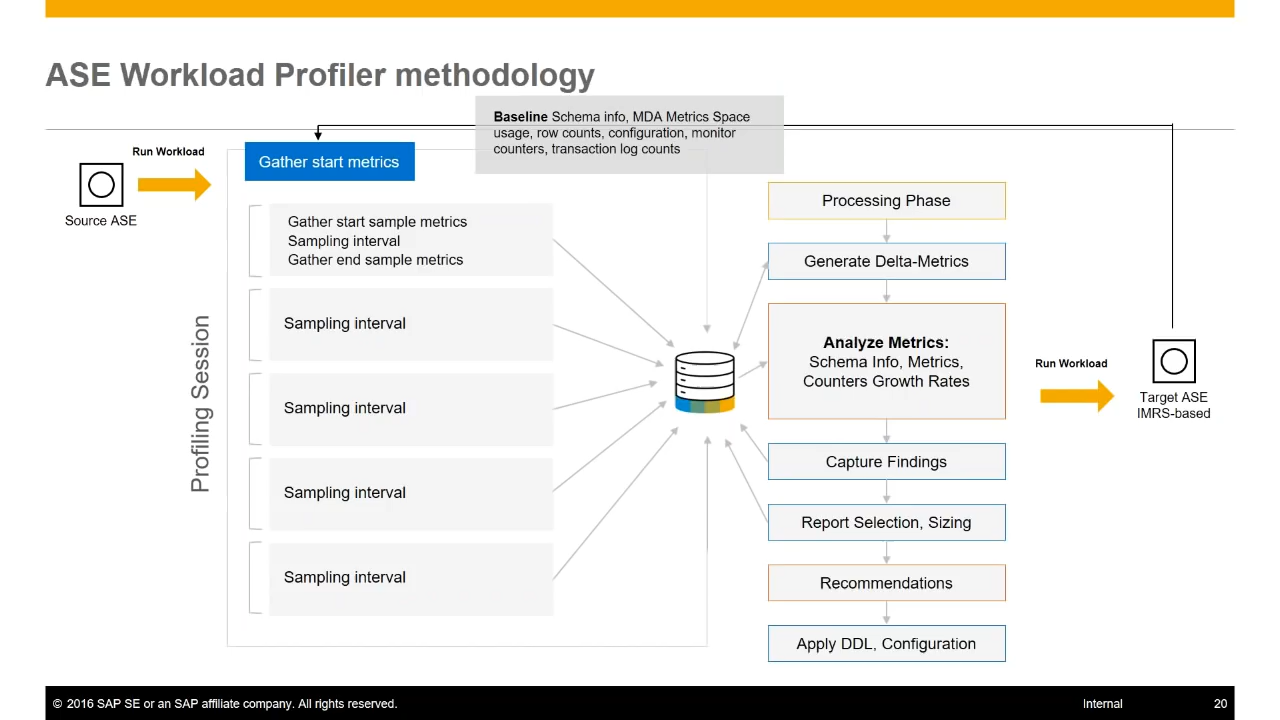 ASE Workload Profiler methodology
Baseline Schema info, MDA Metrics Space
usage, row counts, configuration, monitor
counters, transaction log counts
Run Workload
Source ASE
Gather start metrics
Profiling Session
Gather start sample metrics
Sampling interval
Gather end sample metrics
Sampling interval
Sampling interval
Sampling interval
Sampling interval
Processing Phase
Generate Delta-Metrics
Analyze Metrics:
Schema Info, Metrics,
Counters Growth Rates
Capture Findings
Report Selection, Sizing
Recommendations
Apply DDL, Configuration
Run Workload
Target ASE
IMRS-based
© 2016 SAP SE or an SAP affiliate company. All rights reserved.
Internal
20